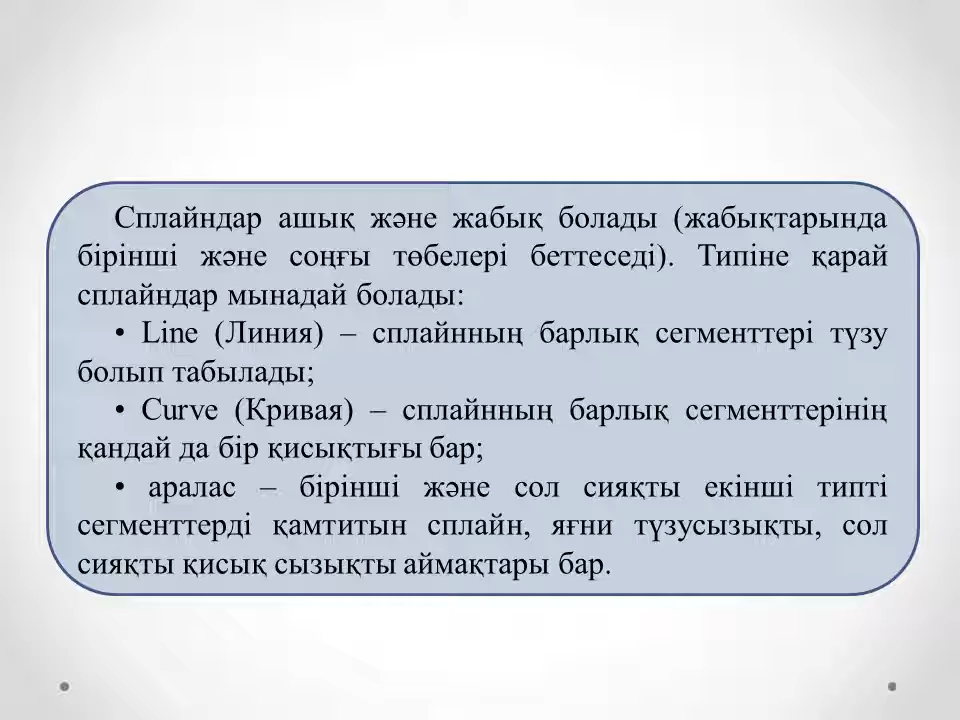 Сплайндар ашық және жабық болады (жабықтарында
бірінші және соңғы төбелері беттеседі). Типіне қарай
сплайндар мынадай болады:
• Line (Линия) – сплайнның барлық сегменттері түзу
болып табылады;
• Curve (Кривая) – сплайнның барлық сегменттерінің
қандай да бір қисықтығы бар;
• аралас – бірінші және сол сияқты екінші типті
сегменттерді қамтитын сплайн, яғни түзусызықты, сол
сияқты қисық сызықты аймақтары бар.